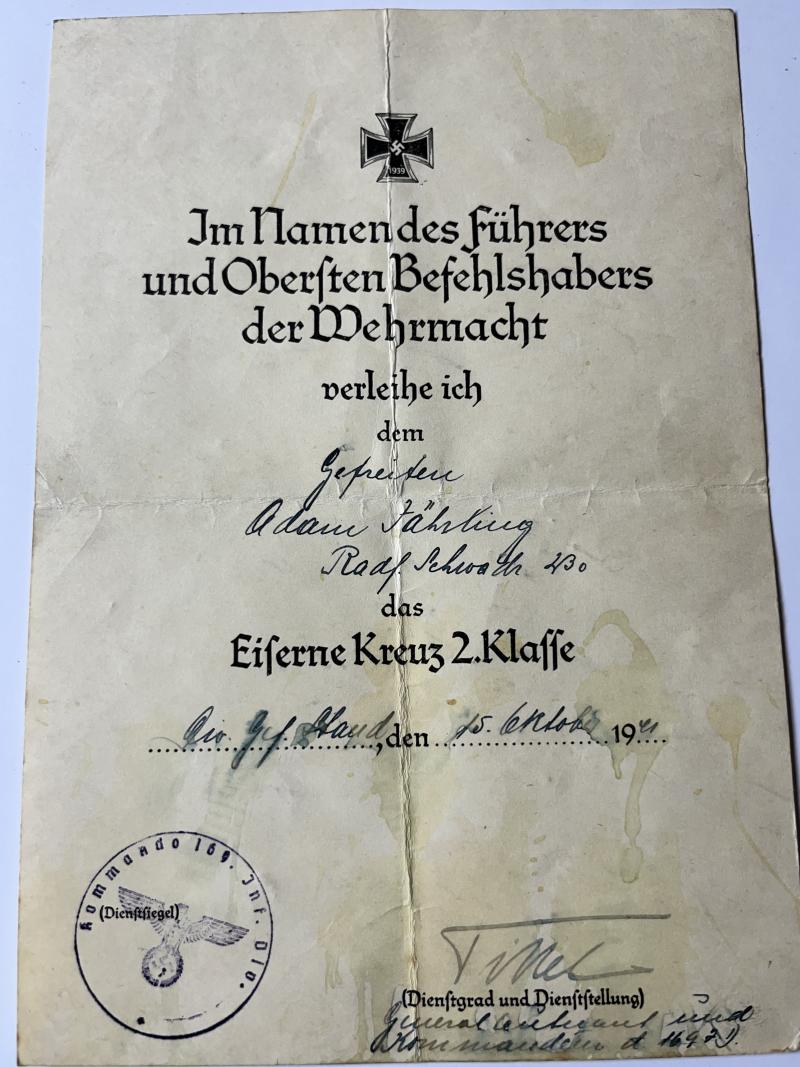 1939
Im Namen des Führers
und Obersten Befehlshabers
der Wehrmacht
verleihe ich
dem
Gefreiten
Adam Fährling
Radf. Schwadr. 230
das
Eiserne Kreuz 2. Klasse
Div. Gef. Stand, den 15. Oktober 1941
Kommando 169. Inf. Div.
(Dienstsiegel)
(Dienstgrad und Dienststellung)
Generalleutnant und
Kommandeur d 169 J.D.